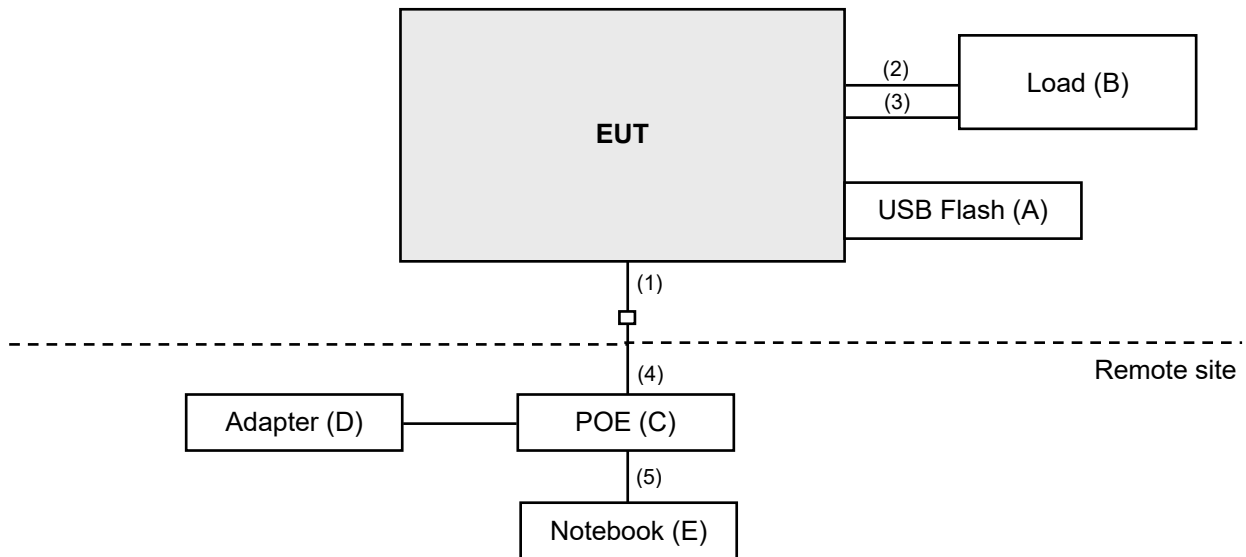 (2)
Load (B)
(3)
EUT
USB Flash (A)
(1)
Remote site
(4)
Adapter (D)
POE (C)
(5)
Notebook (E)